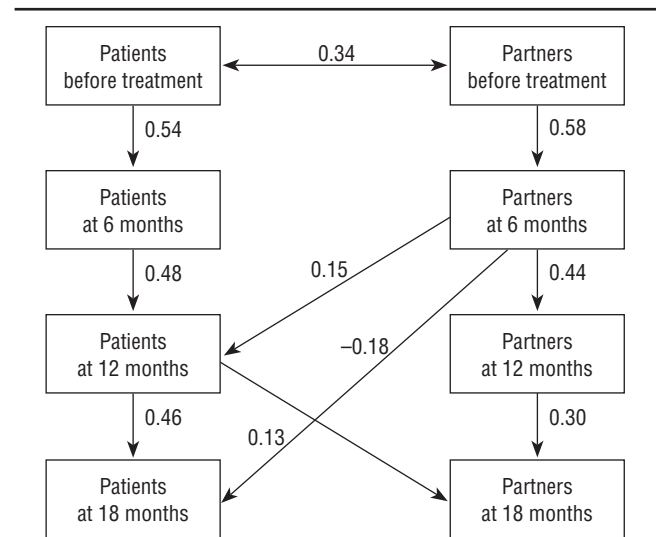 Patients
before treatment
0.34
Partners
before treatment
0.54
0.58
Patients
at 6 months
Partners
at 6 months
0.48
0.15
0.44
Patients
at 12 months
–0.18
Partners
at 12 months
0.46
0.13
0.30
Patients
at 18 months
Partners
at 18 months